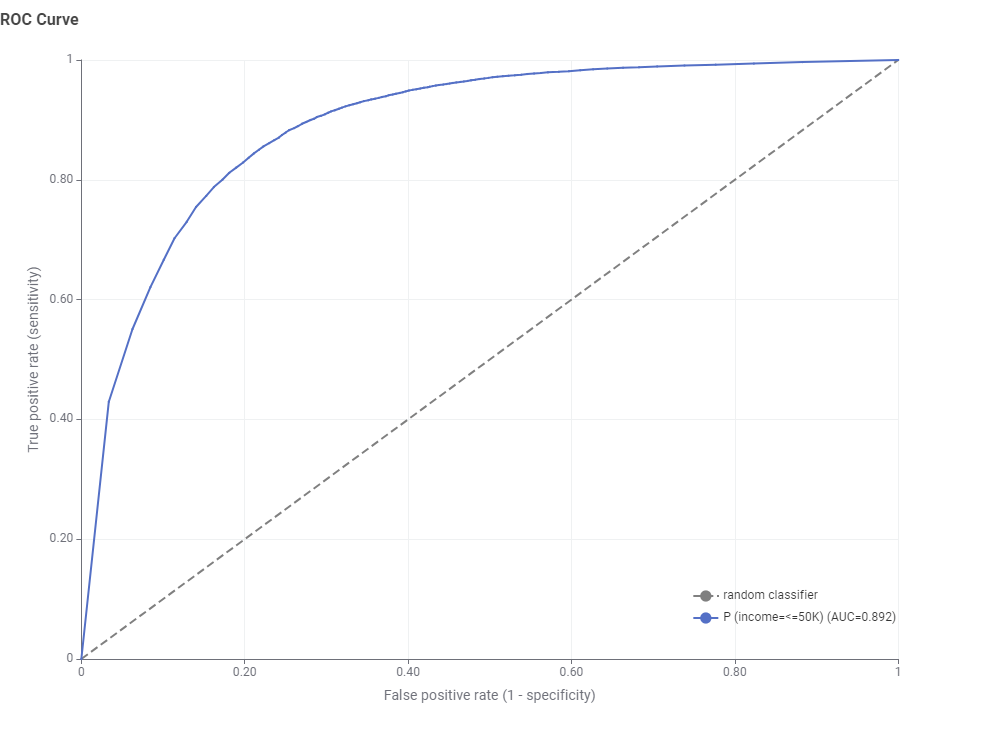 ROC Curve
1
0.80
0.60
0.40
0.20
0
True positive rate (sensitivity)
random classifier
P (income=<=50K) (AUC=0.892)
0 0.20 0.40 0.60 0.80 1
False positive rate (1 - specificity)